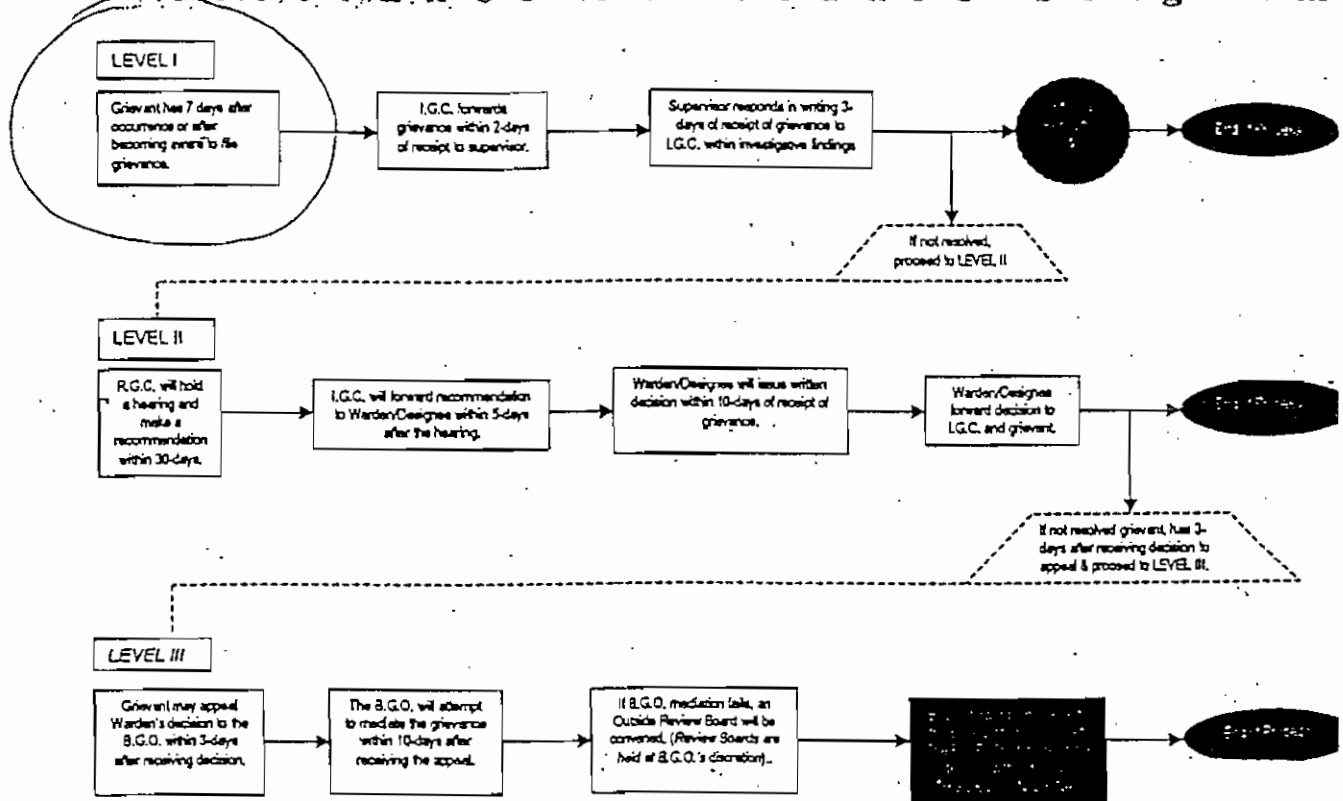 LEVEL I
Grievant has 7 days after
occurrence or after
becoming aware to file
grievance.
I.G.C. forwards
grievance within 2-days
of receipt to supervisor.
Supervisor responds in writing 3-
days of receipt of grievance to
I.G.C. within investigative findings
If not resolved,
proceed to LEVEL II
LEVEL II
R.G.C. will hold
a hearing and
make a
recommendation
within 30-days.
I.G.C. will forward recommendation
to Warden/Designee within 5-days
after the hearing.
Warden/Designee will issue written
decision within 10-days of receipt of
grievance.
Warden/Designee
forward decision to
I.G.C. and grievant.
If not resolved grievant, has 3-
days after receiving decision to
appeal & proceed to LEVEL III.
LEVEL III
Grievant may appeal
Warden's decision to the
B.G.O. within 3-days
after receiving decision.
The B.G.O. will attempt
to mediate the grievance
within 10-days after
receiving the appeal.
If B.G.O. mediation fails, an
Outside Review Board will be
convened. (Review Boards are
held at B.G.O.'s discretion).